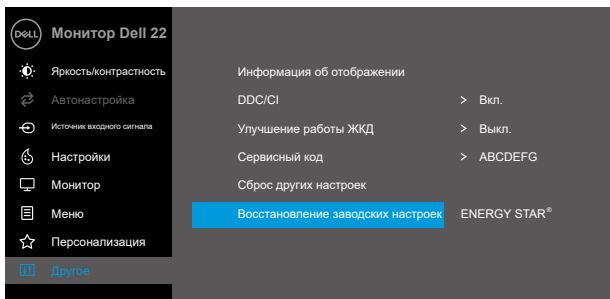 DELL Монитор Dell 22
Яркость/контрастность
Автонастройка
Источник входного сигнала
Настройки
Монитор
Меню
Персонализация
Другое
Информация об отображении
DDC/CI > Вкл.
Улучшение работы ЖКД > Выкл.
Сервисный код > ABCDEFG
Сброс других настроек
Восстановление заводских настроек ENERGY STAR®